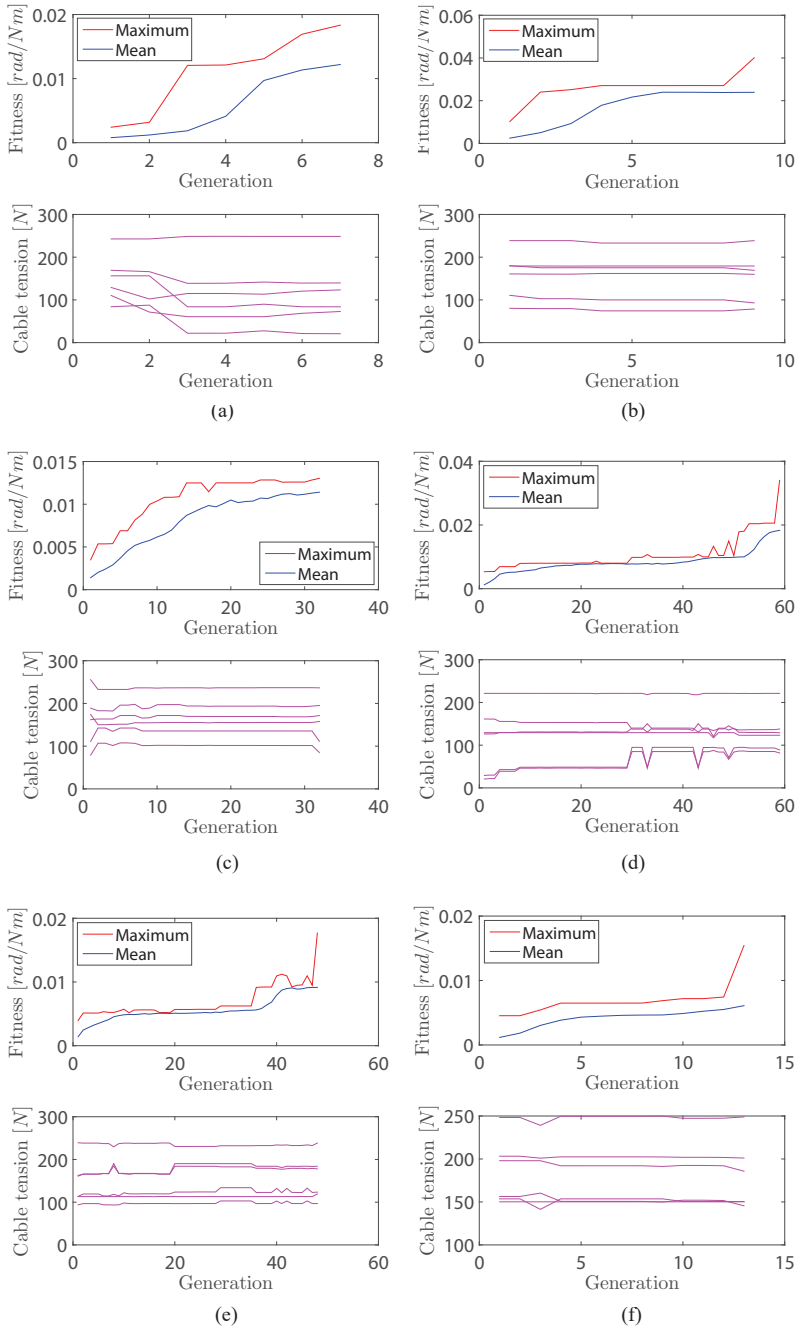 0.02
0.01
0
Fitness [rad/Nm]
Maximum
Mean
0 2 4 6 8
Generation
300
200
100
0
Cable tension [N]
0 2 4 6 8
Generation
(a)
0.06
0.04
0.02
0
Fitness [rad/Nm]
Maximum
Mean
0 5 10
Generation
300
200
100
0
Cable tension [N]
0 5 10
Generation
(b)
0.015
0.01
0.005
0
Fitness [rad/Nm]
Maximum
Mean
0 10 20 30 40
Generation
300
200
100
0
Cable tension [N]
0 10 20 30 40
Generation
(c)
0.04
0.02
0
Fitness [rad/Nm]
Maximum
Mean
0 20 40 60
Generation
300
200
100
0
Cable tension [N]
0 20 40 60
Generation
(d)
0.02
0.01
0
Fitness [rad/Nm]
Maximum
Mean
0 20 40 60
Generation
300
200
100
0
Cable tension [N]
0 20 40 60
Generation
(e)
0.02
0.01
0
Fitness [rad/Nm]
Maximum
Mean
0 5 10 15
Generation
250
200
150
100
Cable tension [N]
0 5 10 15
Generation
(f)